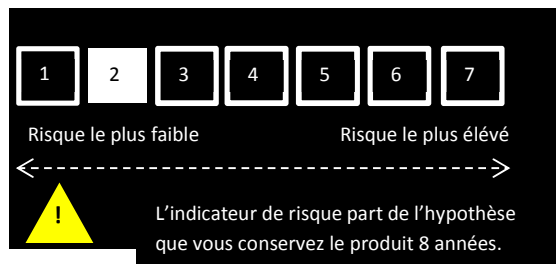 1 2 3 4 5 6 7
Risque le plus faible Risque le plus élévé
!
L'indicateur de risque part de l'hypothèse
que vous conservez le produit 8 années.